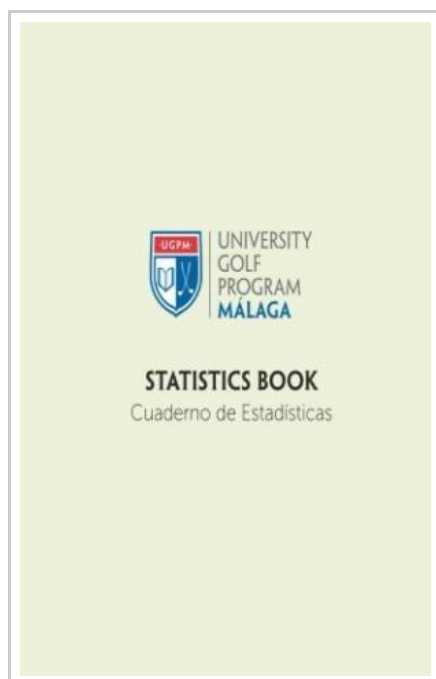 ·UGPM·
UNIVERSITY
GOLF
PROGRAM
MÁLAGA
STATISTICS BOOK
Cuaderno de Estadísticas